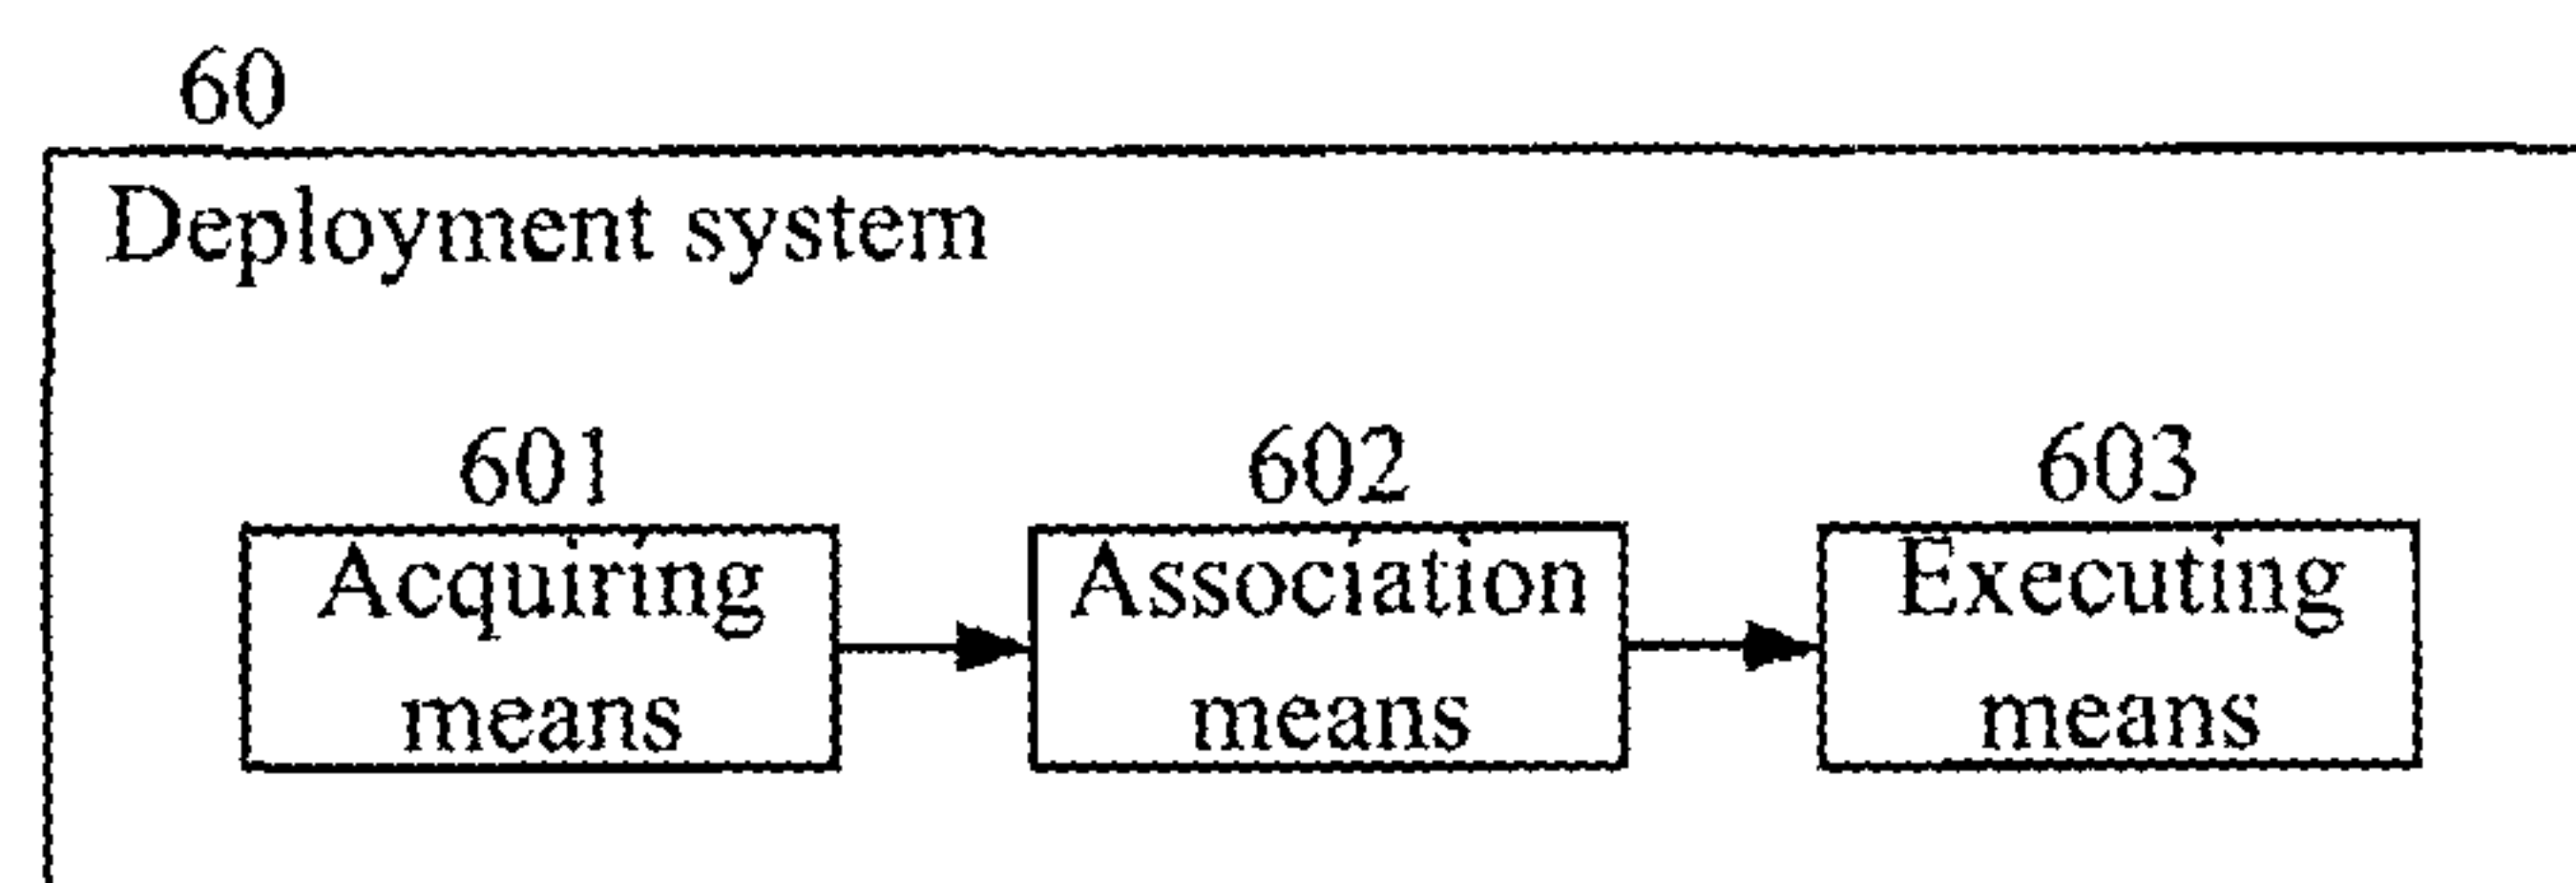 60
Deployment system
601
602
603
Acquiring
means
Association
means
Executing
means